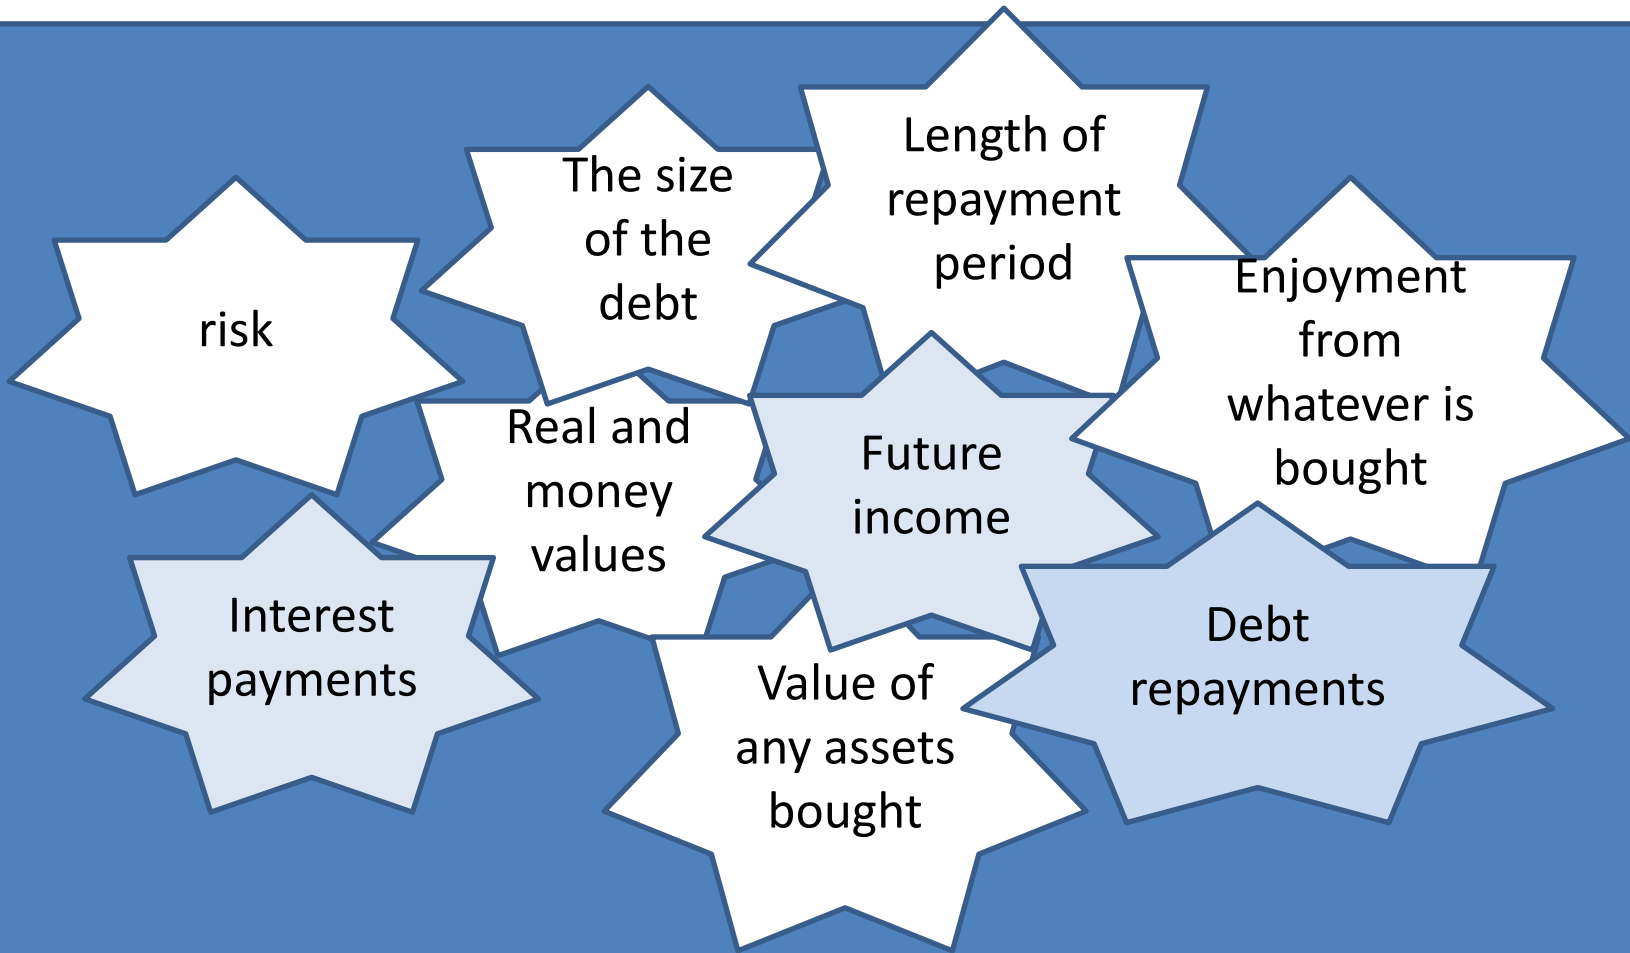 Length of
repayment
period
The size
of the
debt
risk
Enjoyment
from
whatever is
bought
Real and
money
values
Future
income
Interest
payments
Debt
repayments
Value of
any assets
bought